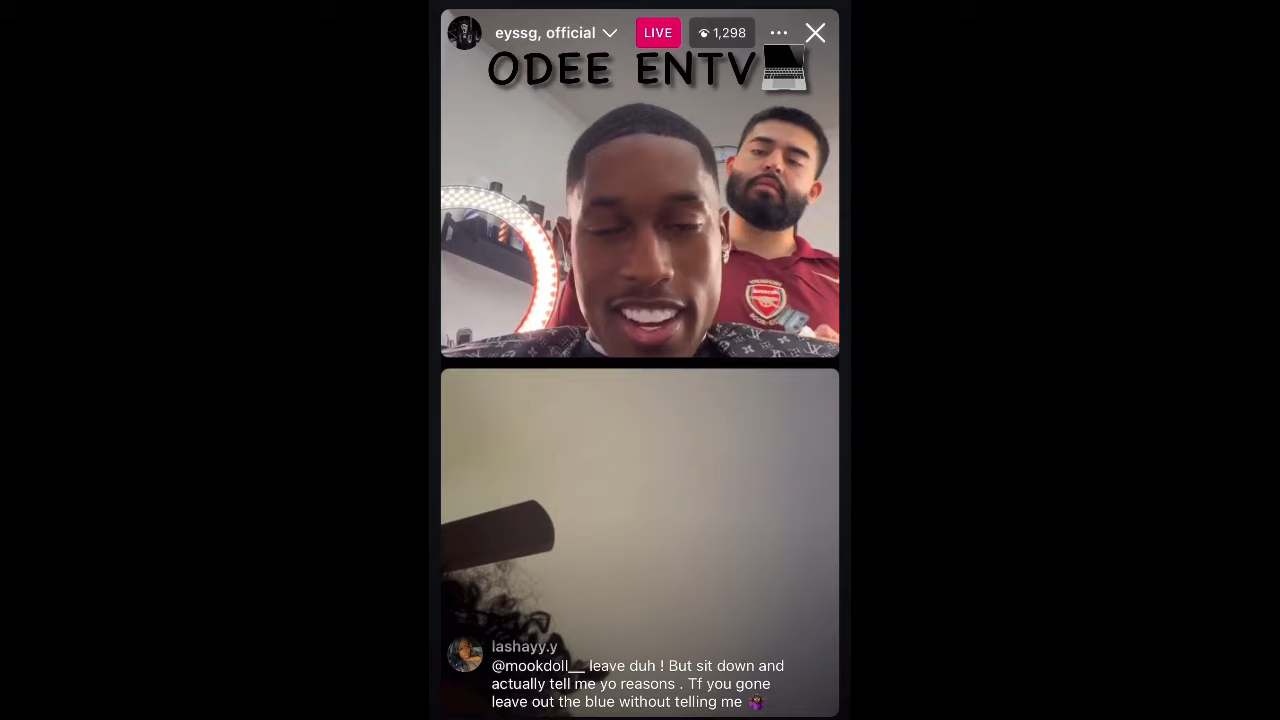 eyssg, official
LIVE
1,298
ODEE ENTV
lashayy.y
@mookdoll__ leave duh ! But sit down and
actually tell me yo reasons . Tf you gone
leave out the blue without telling me